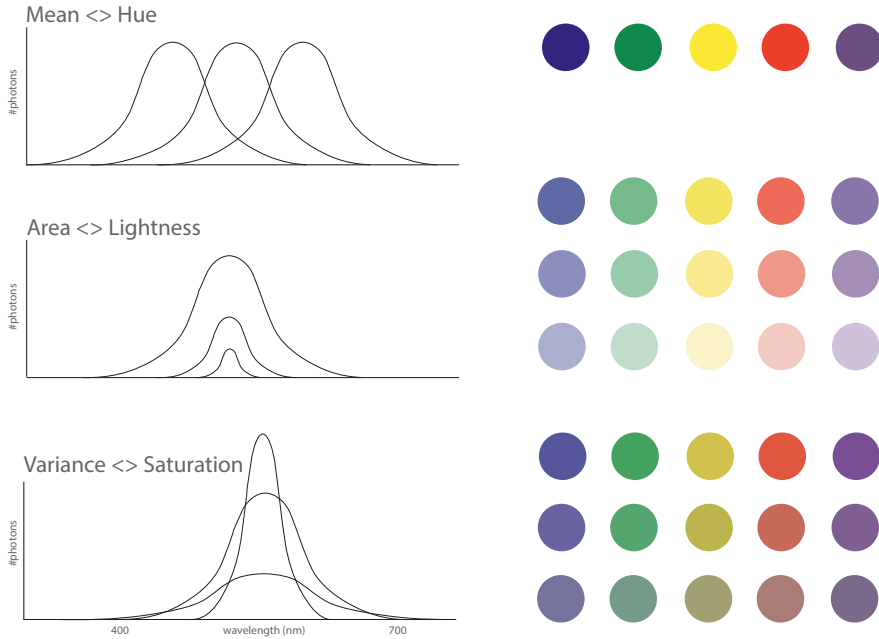 Mean <> Hue
#photons
Area <> Lightness
#photons
Variance <> Saturation
#photons
400 wavelength (nm) 700